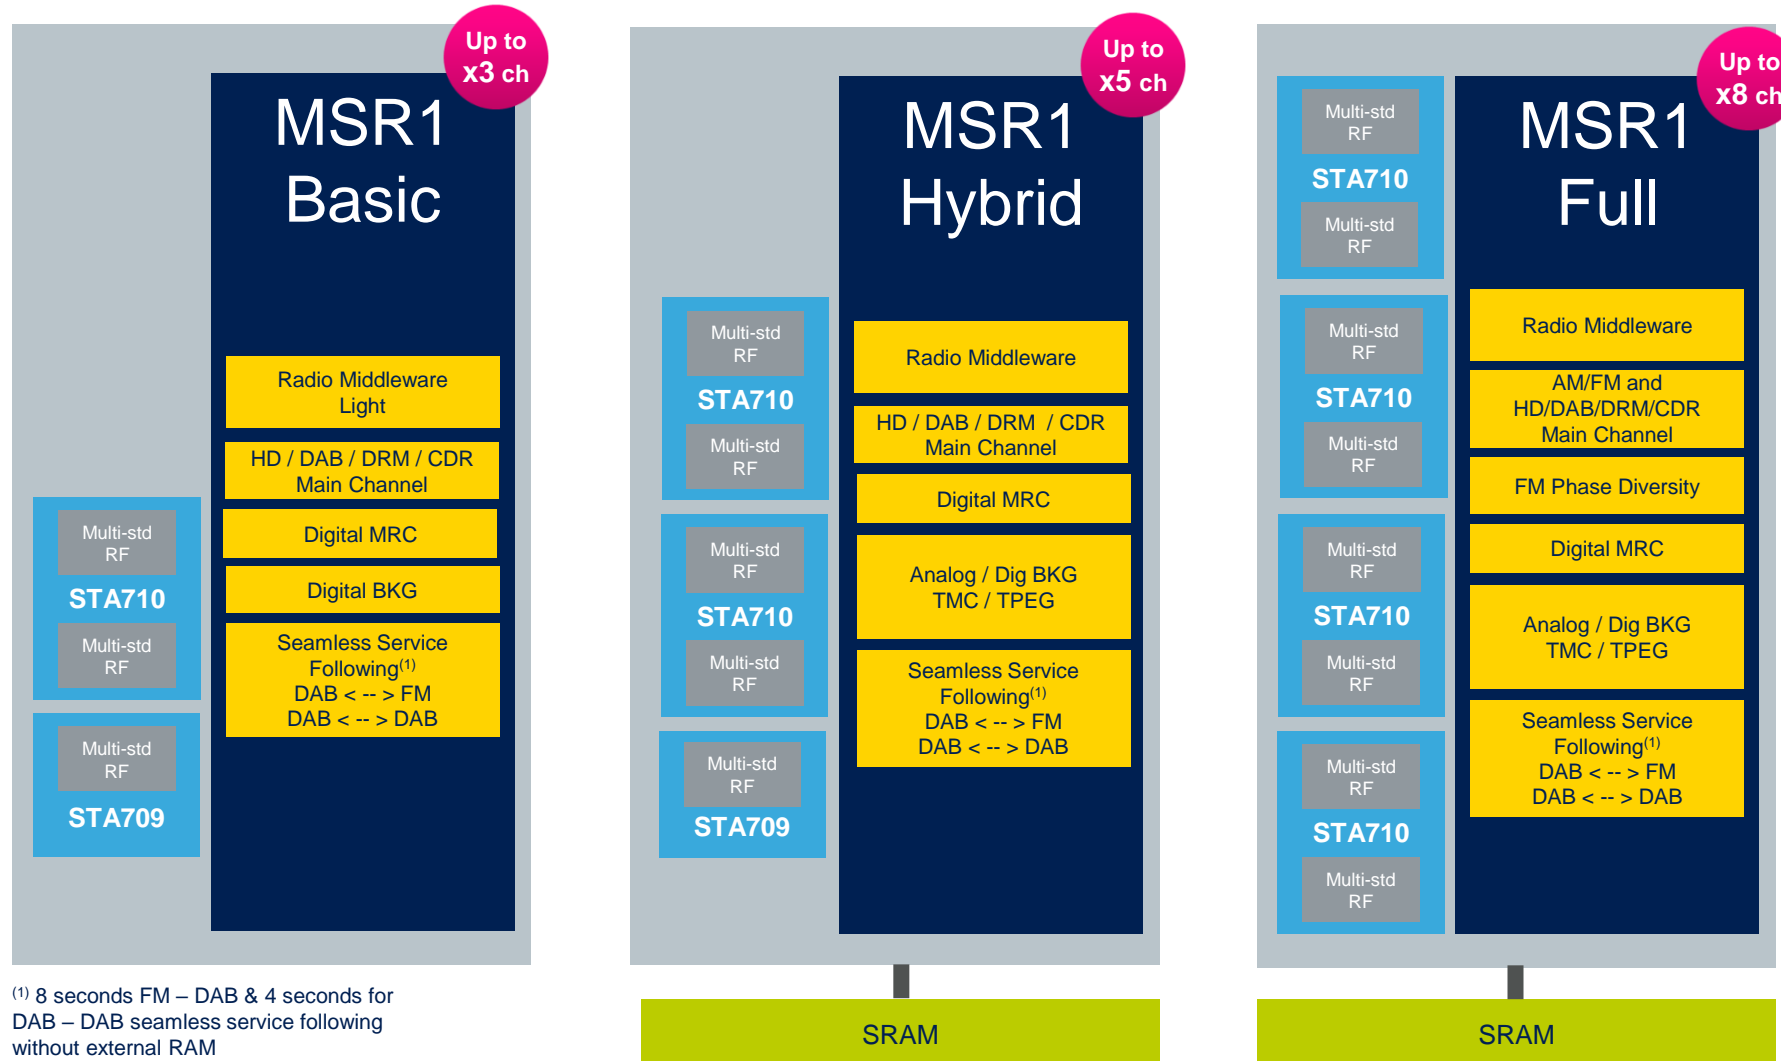 Up to
x3 ch
MSR1
Basic
Radio Middleware
Light
HD / DAB / DRM / CDR
Main Channel
Digital MRC
Digital BKG
Seamless Service
Following(1)
DAB < -- > FM
DAB < -- > DAB
Multi-std
RF
STA710
Multi-std
RF
Multi-std
RF
STA709
(1) 8 seconds FM – DAB & 4 seconds for
DAB – DAB seamless service following
without external RAM
Up to
x5 ch
MSR1
Hybrid
Multi-std
RF
STA710
Multi-std
RF
Multi-std
RF
STA710
Multi-std
RF
Multi-std
RF
STA709
Radio Middleware
HD / DAB / DRM / CDR
Main Channel
Digital MRC
Analog / Dig BKG
TMC / TPEG
Seamless Service
Following(1)
DAB < -- > FM
DAB < -- > DAB
SRAM
Up to
x8 ch
MSR1
Full
Multi-std
RF
STA710
Multi-std
RF
Multi-std
RF
STA710
Multi-std
RF
Multi-std
RF
STA710
Multi-std
RF
Multi-std
RF
STA710
Multi-std
RF
Radio Middleware
AM/FM and
HD/DAB/DRM/CDR
Main Channel
FM Phase Diversity
Digital MRC
Analog / Dig BKG
TMC / TPEG
Seamless Service
Following(1)
DAB < -- > FM
DAB < -- > DAB
SRAM